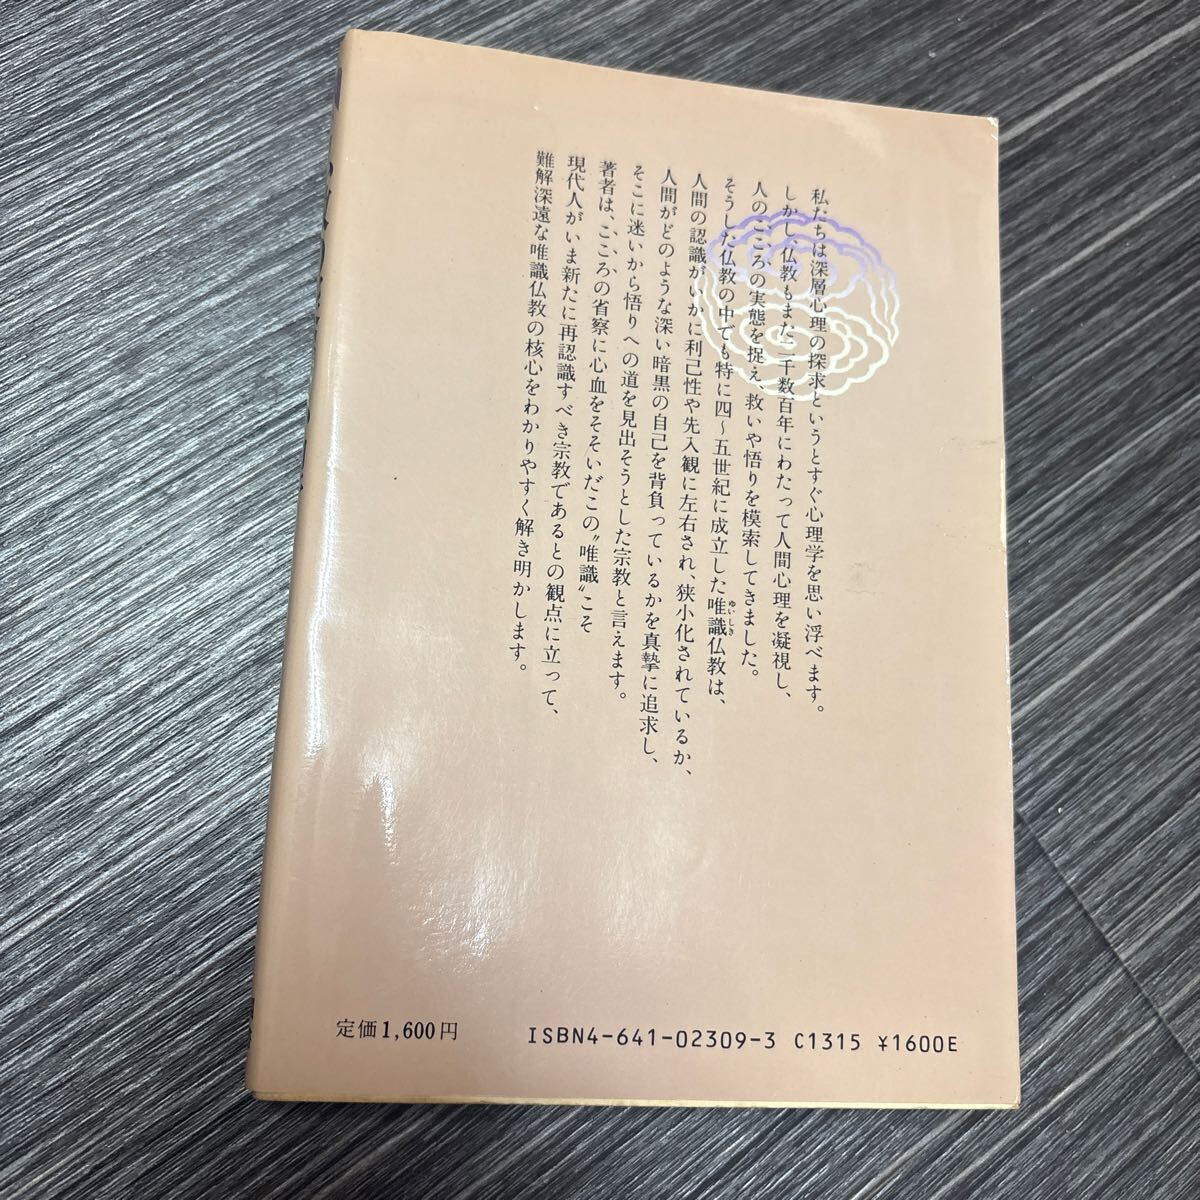 私たちは深層心理の探求というとすぐ心理学を思い浮べます。
しかし、仏教もまた二千数百年にわたって人間心理を凝視し、
人のこころの実態を捉え、救いや悟りを模索してきました。
そうした仏教の中でも特に四〜五世紀に成立した唯識仏教は、
ゆいしき
人間の認識がいかに利己性や先入観に左右され、狭小化されているか、
人間がどのような深い暗黒の自己を背負っているかを真摯に追求し、
そこに迷いから悟りへの道を見出そうとした宗教と言えます。
著者は、こころの省察に心血をそそいだこの〝唯識〟こそ
現代人がいま新たに再認識すべき宗教であるとの観点に立って、
難解深遠な唯識仏教の核心をわかりやすく解き明かします。
定価1,600円
ISBN4-641-02309-3 C1315 ¥1600E